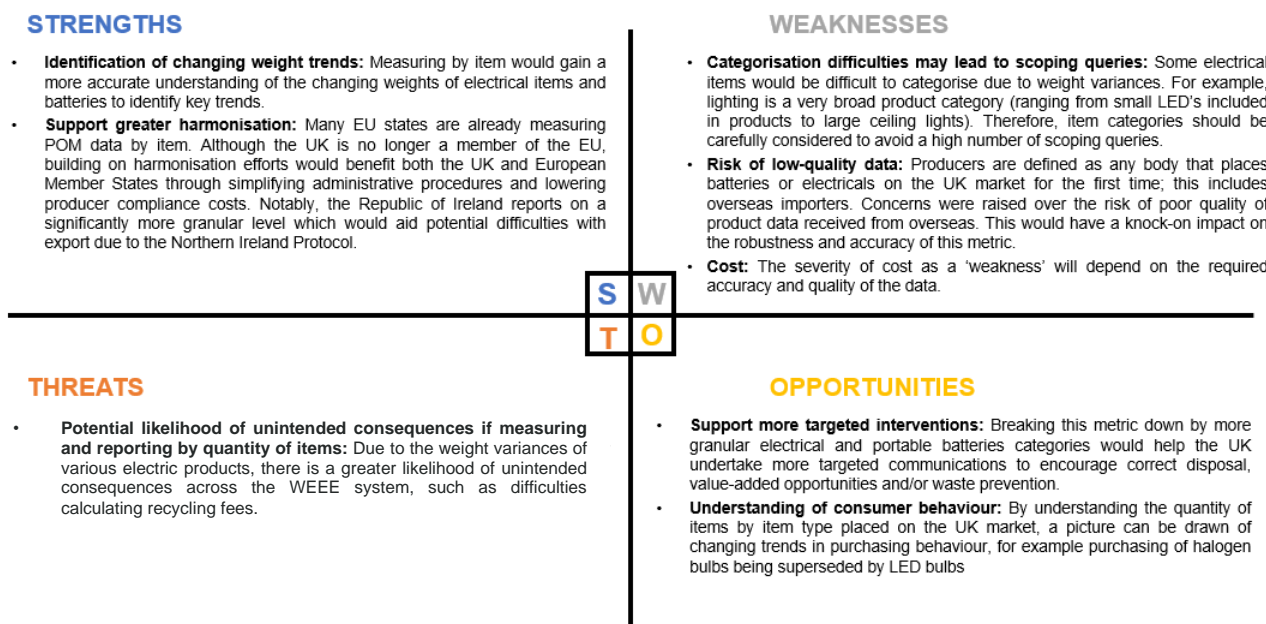 STRENGTHS
• Identification of changing weight trends: Measuring by item would gain a
more accurate understanding of the changing weights of electrical items and
batteries to identify key trends.
• Support greater harmonisation: Many EU states are already measuring
POM data by item. Although the UK is no longer a member of the EU,
building on harmonisation efforts would benefit both the UK and European
Member States through simplifying administrative procedures and lowering
producer compliance costs. Notably, the Republic of Ireland reports on a
significantly more granular level which would aid potential difficulties with
export due to the Northern Ireland Protocol.
WEAKNESSES
• Categorisation difficulties may lead to scoping queries: Some electrical
items would be difficult to categorise due to weight variances. For example,
lighting is a very broad product category (ranging from small LED's included
in products to large ceiling lights). Therefore, item categories should be
carefully considered to avoid a high number of scoping queries.
• Risk of low-quality data: Producers are defined as any body that places
batteries or electricals on the UK market for the first time; this includes
overseas importers. Concerns were raised over the risk of poor quality of
product data received from overseas. This would have a knock-on impact on
the robustness and accuracy of this metric.
• Cost: The severity of cost as a 'weakness' will depend on the required
accuracy and quality of the data.
S W
T O
THREATS
• Potential likelihood of unintended consequences if measuring
and reporting by quantity of items: Due to the weight variances of
various electric products, there is a greater likelihood of unintended
consequences across the WEEE system, such as difficulties
calculating recycling fees.
OPPORTUNITIES
• Support more targeted interventions: Breaking this metric down by more
granular electrical and portable batteries categories would help the UK
undertake more targeted communications to encourage correct disposal,
value-added opportunities and/or waste prevention.
• Understanding of consumer behaviour: By understanding the quantity of
items by item type placed on the UK market, a picture can be drawn of
changing trends in purchasing behaviour, for example purchasing of halogen
bulbs being superseded by LED bulbs